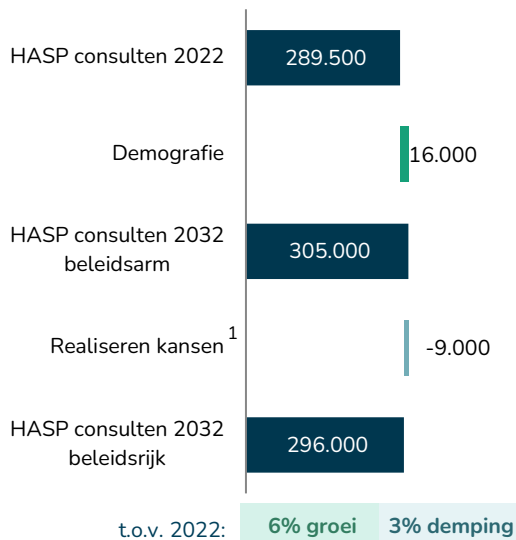 HASP consulten 2022
289.500
Demografie
16.000
HASP consulten 2032
beleidsarm
305.000
Realiseren kansen 1
-9.000
HASP consulten 2032
beleidsrijk
296.000
t.o.v. 2022: 6% groei 3% demping